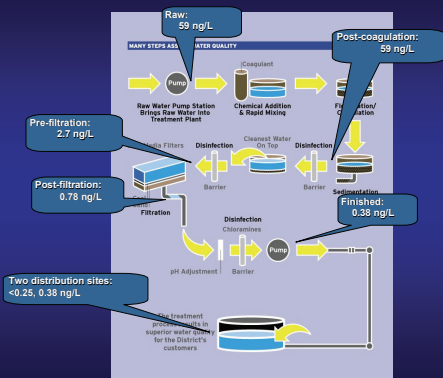 Raw:
59 ng/L
Post-coagulation:
59 ng/L
MANY STEPS WATER QUALITY
Coagulant
Pump
Raw Water Pump Station
Brings Raw Water Into
Treatment Plant
Chemical Addition
& Rapid Mixing
Pre-filtration:
2.7 ng/L
Media Filters
Disinfection
Cleanest Water
On Top
Disinfection
Barrier
Barrier
Sedimentation
Post-filtration:
0.78 ng/L
Filtration
Finished:
0.38 ng/L
Disinfection
Chloramines
Pump
pH Adjustment
Barrier
Two distribution sites:
<0.25, 0.38 ng/L
The treatment
process results in
superior water quality
for the District's
customers